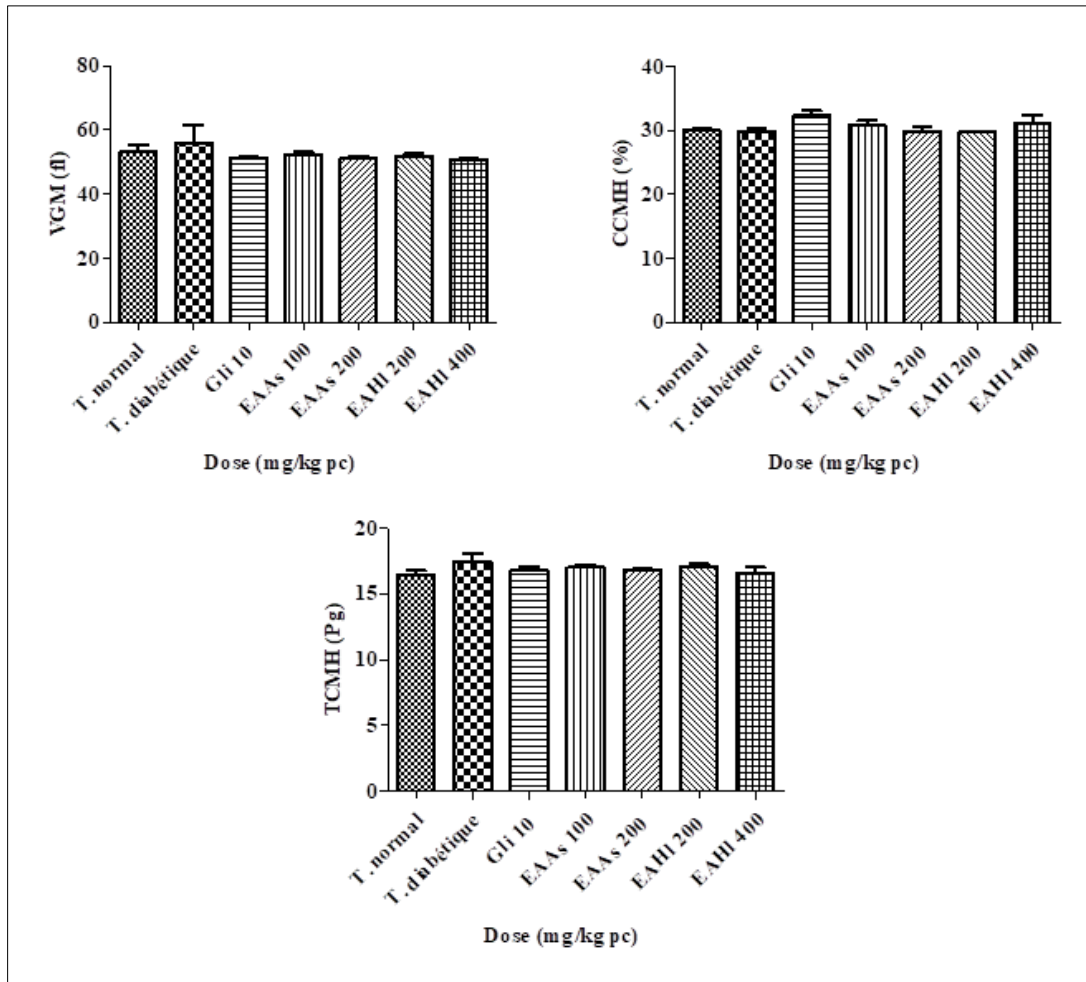 VGM (fl)
80
60
40
20
0
T. normal
T. diabétique
Gli 10
EAAs 100
EAAs 200
EAHl 200
EAHl 400
Dose (mg/kg pc)
CCMH (%)
40
30
20
10
0
T. normal
T. diabétique
Gli 10
EAAs 100
EAAs 200
EAHl 200
EAHl 400
Dose (mg/kg pc)
TCMH (Pg)
20
15
10
5
0
T. normal
T. diabétique
Gli 10
EAAs 100
EAAs 200
EAHl 200
EAHl 400
Dose (mg/kg pc)